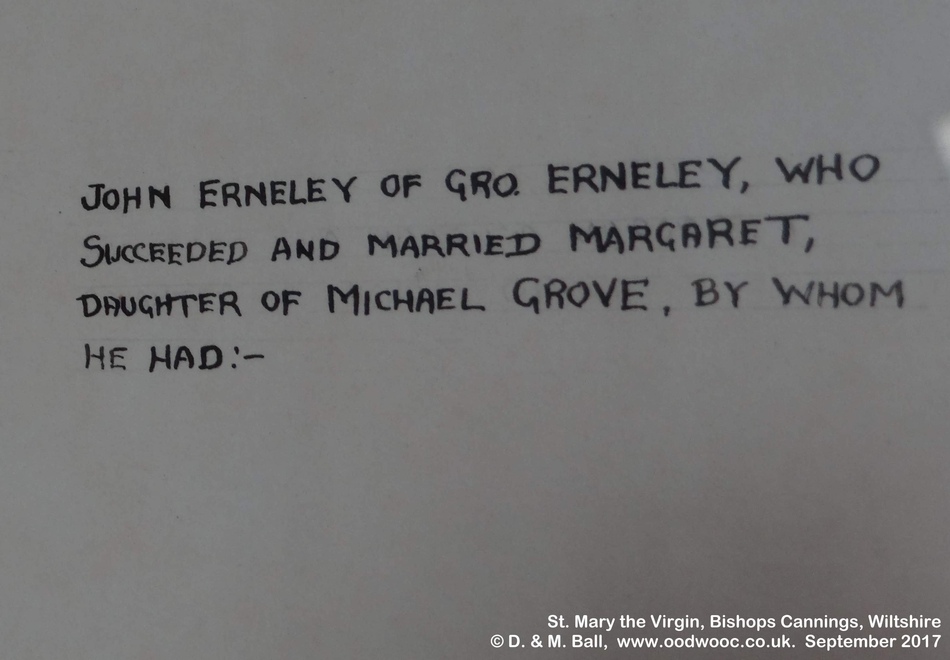 JOHN ERNELEY OF GRO. ERNELEY, WHO
SUCCEEDED AND MARRIED MARGARET,
DAUGHTER OF MICHAEL GROVE, BY WHOM
HE HAD:-
St. Mary the Virgin, Bishops Cannings, Wiltshire
© D. & M. Ball, www.oodwooc.co.uk. September 2017